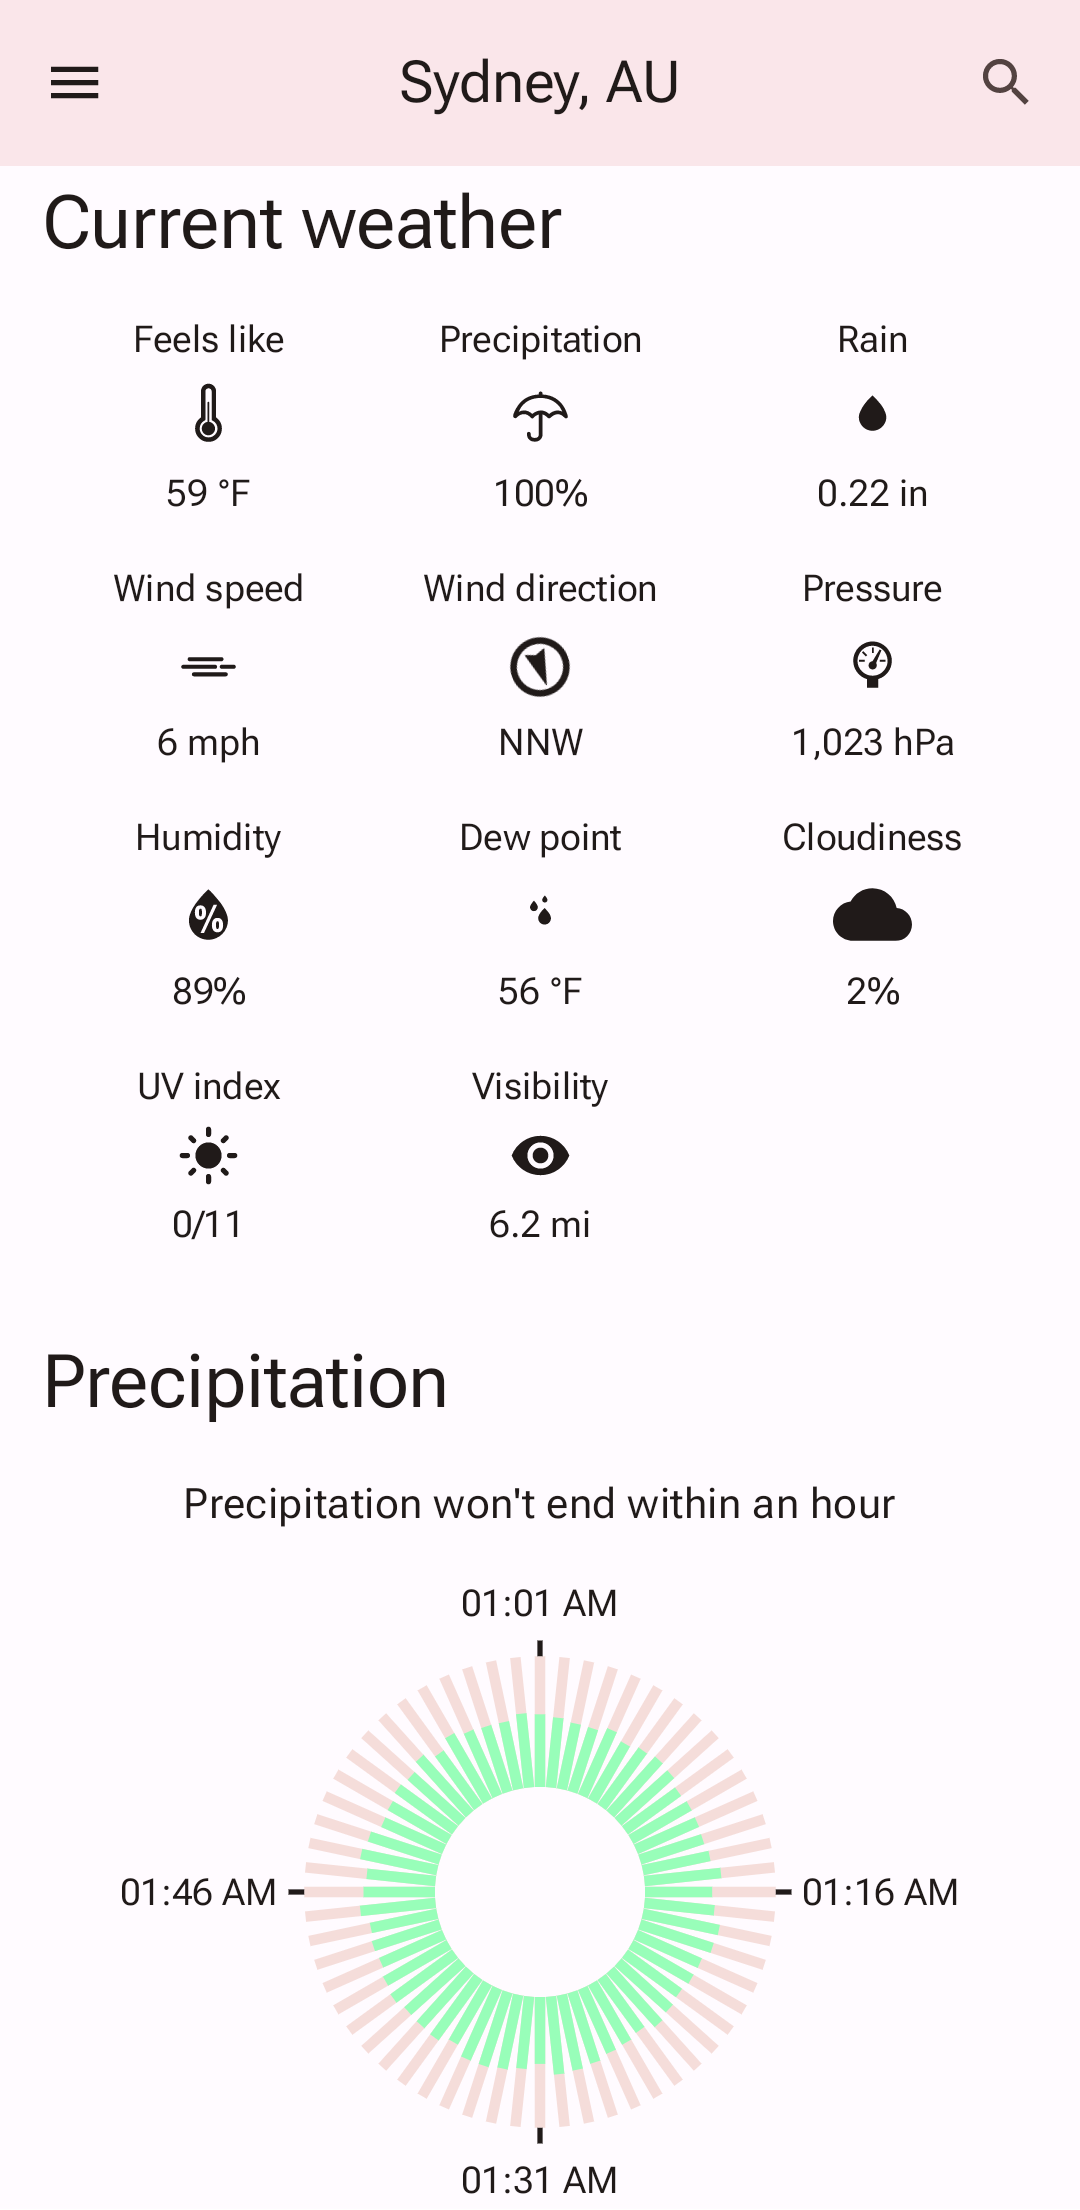 Sydney, AU
Current weather
Feels like
Precipitation
Rain
59 °F
100%
0.22 in
Wind speed
Wind direction
Pressure
6 mph
NNW
1,023 hPa
Humidity
Dew point
Cloudiness
%
89%
56 °F
2%
UV index
Visibility
0/11
6.2 mi
Precipitation
Precipitation won't end within an hour
01:01 AM
01:46 AM
01:16 AM
01:31 AM